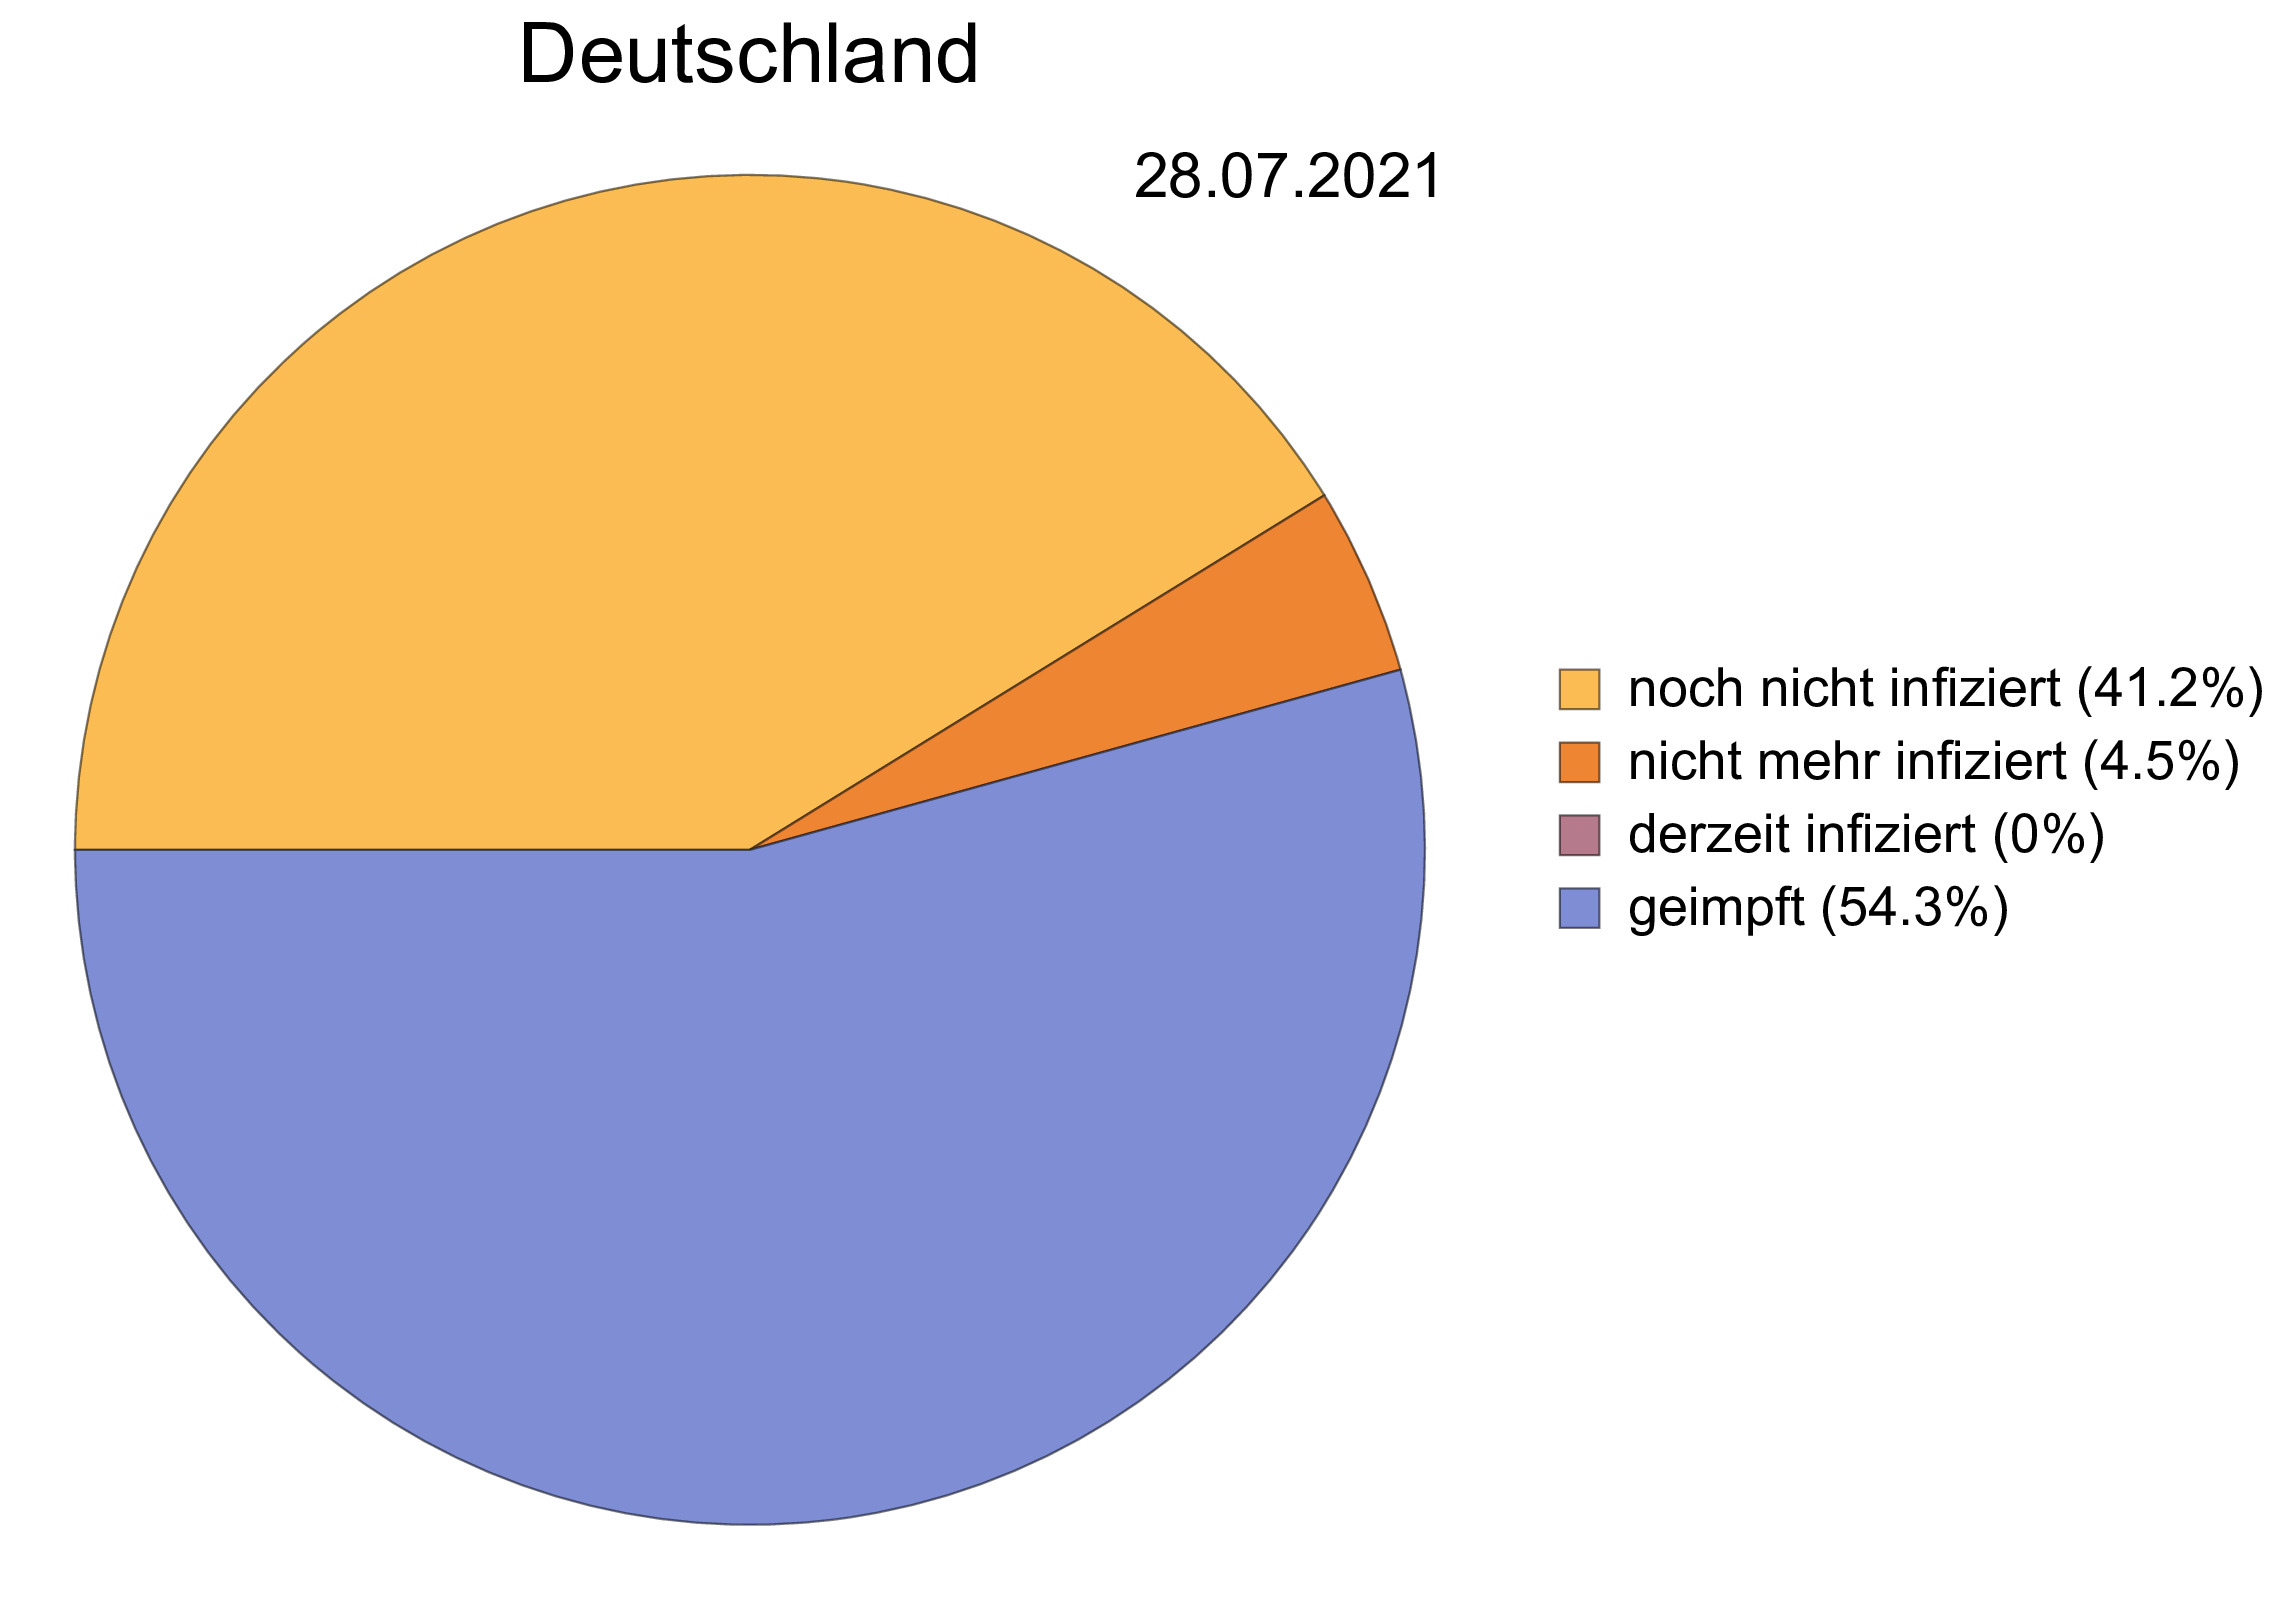 Deutschland
28.07.2021
noch nicht infiziert (41.2%)
nicht mehr infiziert (4.5%)
derzeit infiziert (0%)
geimpft (54.3%)